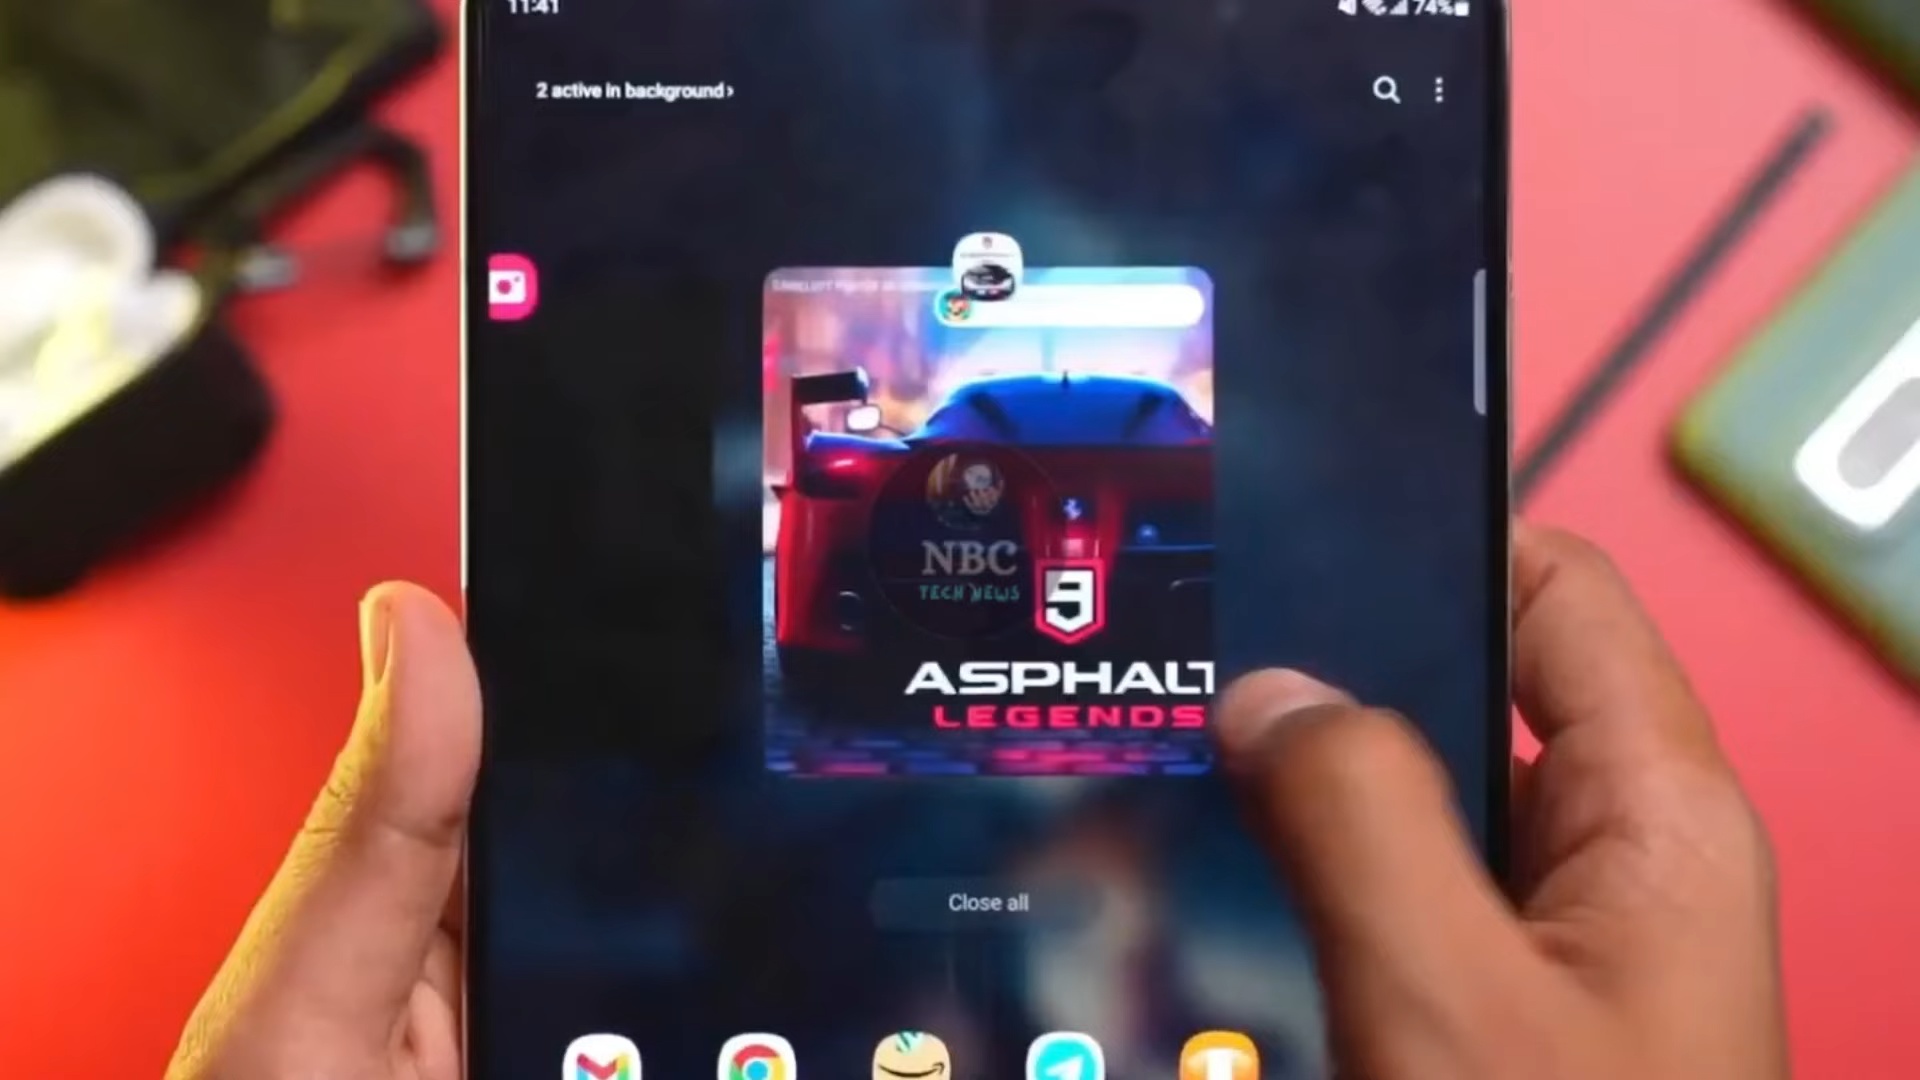 11:41
74%
2 active in background ›
NBC
TECH NEWS
9
ASPHALT
LEGENDS
Close all